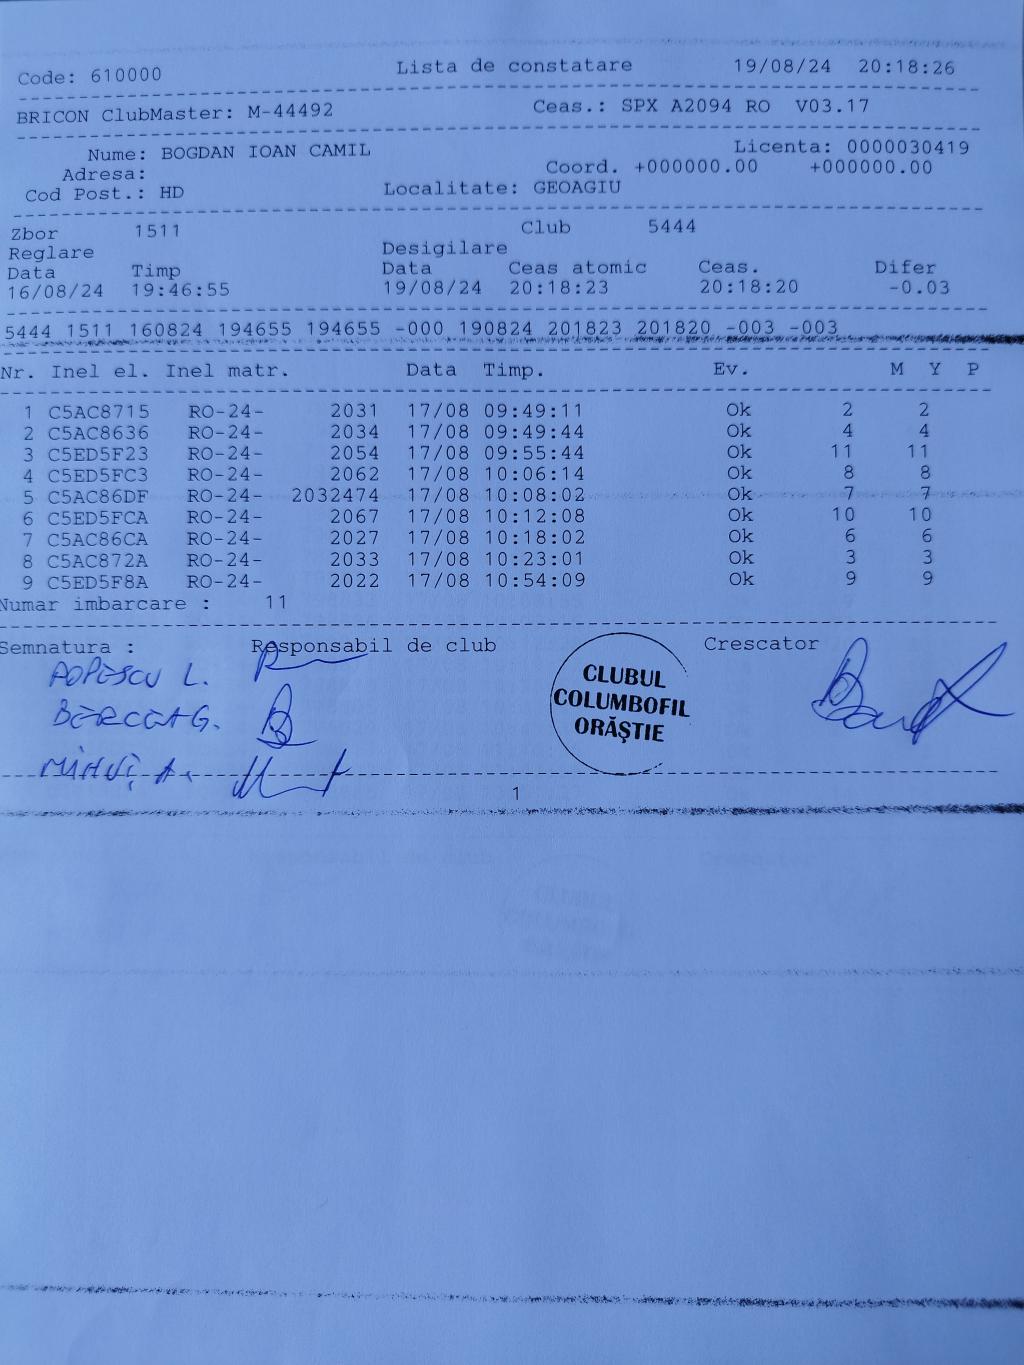 Code: 610000 Lista de constatare 19/08/24 20:18:26
BRICON ClubMaster: M-44492 Ceas.: SPX A2094 RO V03.17
Nume: BOGDAN IOAN CAMIL Licenta: 0000030419
Adresa: Coord. +000000.00 +000000.00
Cod Post.: HD Localitate: GEOAGIU
Zbor 1511 Club 5444
Reglare Desigilare
Data Timp Data Ceas atomic Ceas. Difer
16/08/24 19:46:55 19/08/24 20:18:23 20:18:20 -0.03
5444 1511 160824 194655 194655 -000 190824 201823 201820 -003 -003
Nr. Inel el. Inel matr. Data Timp. Ev. M Y P
1 C5AC8715 RO-24- 2031 17/08 09:49:11 Ok 2 2
2 C5AC8636 RO-24- 2034 17/08 09:49:44 Ok 4 4
3 C5ED5F23 RO-24- 2054 17/08 09:55:44 Ok 11 11
4 C5ED5FC3 RO-24- 2062 17/08 10:06:14 Ok 8 8
5 C5AC86DF RO-24- 2032474 17/08 10:08:02 Ok 7 7
6 C5ED5FCA RO-24- 2067 17/08 10:12:08 Ok 10 10
7 C5AC86CA RO-24- 2027 17/08 10:18:02 Ok 6 6
8 C5AC872A RO-24- 2033 17/08 10:23:01 Ok 3 3
9 C5ED5F8A RO-24- 2022 17/08 10:54:09 Ok 9 9
Numar imbarcare : 11
Semnatura : Responsabil de club Crescator
POPESCU L.
BERCEA G.
MIHUȚ A.
CLUBUL
COLUMBOFIL
ORĂȘTIE
1